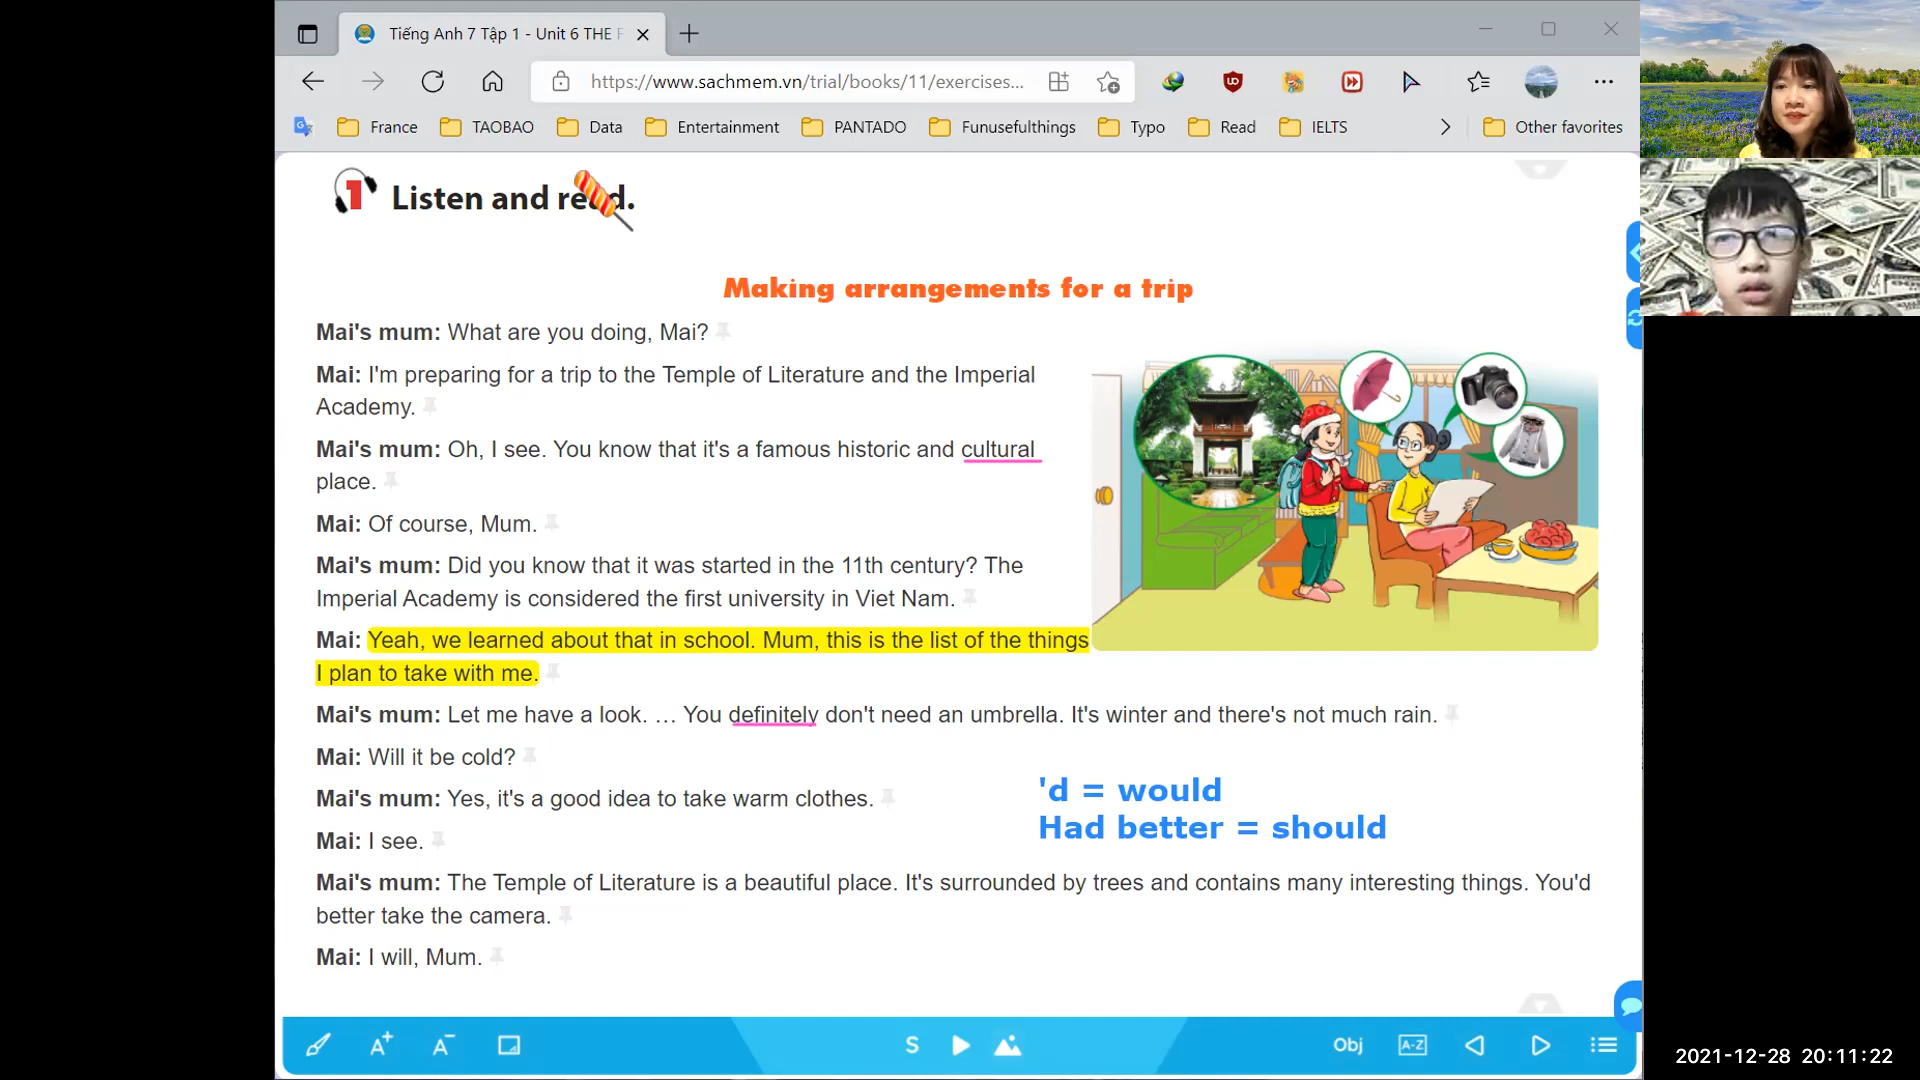 Tiếng Anh 7 Tập 1 - Unit 6 THE F
https://www.sachmem.vn/trial/books/11/exercises...
France
TAOBAO
Data
Entertainment
PANTADO
Funusefulthings
Typo
Read
IELTS
Other favorites
1 Listen and read.
Making arrangements for a trip
Mai's mum: What are you doing, Mai?
Mai: I'm preparing for a trip to the Temple of Literature and the Imperial
Academy.
Mai's mum: Oh, I see. You know that it's a famous historic and cultural
place.
Mai: Of course, Mum.
Mai's mum: Did you know that it was started in the 11th century? The
Imperial Academy is considered the first university in Viet Nam.
Mai: Yeah, we learned about that in school. Mum, this is the list of the things
I plan to take with me.
Mai's mum: Let me have a look. … You definitely don't need an umbrella. It's winter and there's not much rain.
Mai: Will it be cold?
Mai's mum: Yes, it's a good idea to take warm clothes.
'd = would
Had better = should
Mai: I see.
Mai's mum: The Temple of Literature is a beautiful place. It's surrounded by trees and contains many interesting things. You'd
better take the camera.
Mai: I will, Mum.
A+
A-
S
Obj
A-Z
2021-12-28 20:11:22